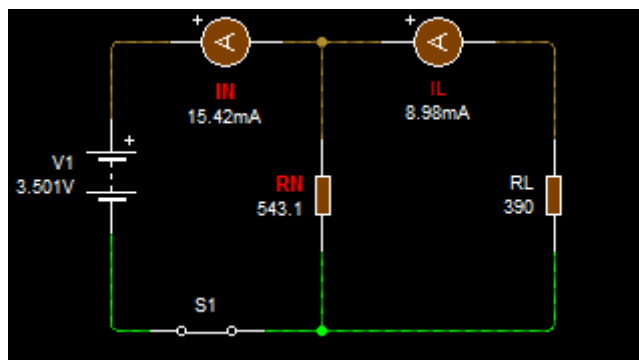 +
A
IN
15.42mA
+
A
IL
8.98mA
+
V1
3.501V
RN
543.1
RL
390
S1